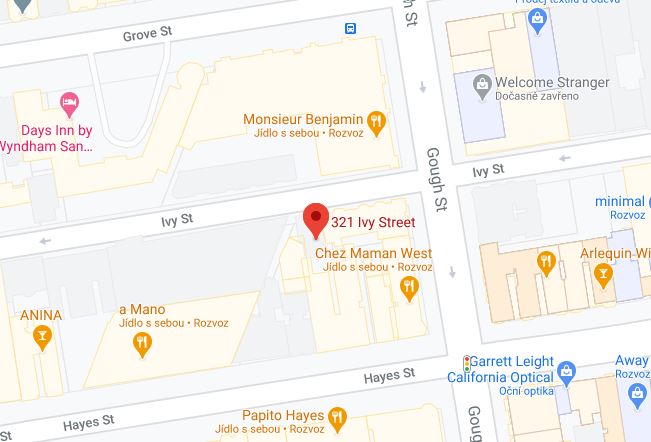 Prodej textilu a oděvů
Gough St
Grove St
Welcome Stranger
Dočasně zavřeno
Days Inn by
Wyndham San...
Monsieur Benjamin
Jídlo s sebou • Rozvoz
Gough St
Ivy St
Ivy St
minimal
Rozvoz
321 Ivy Street
Chez Maman West
Jídlo s sebou • Rozvoz
Arlequin Wi
ANINA
a Mano
Jídlo s sebou • Rozvoz
Garrett Leight
California Optical
Oční optika
Away
Rozvoz
Hayes St
Hayes St
Papito Hayes
Jídlo s sebou • Rozvoz
Goug